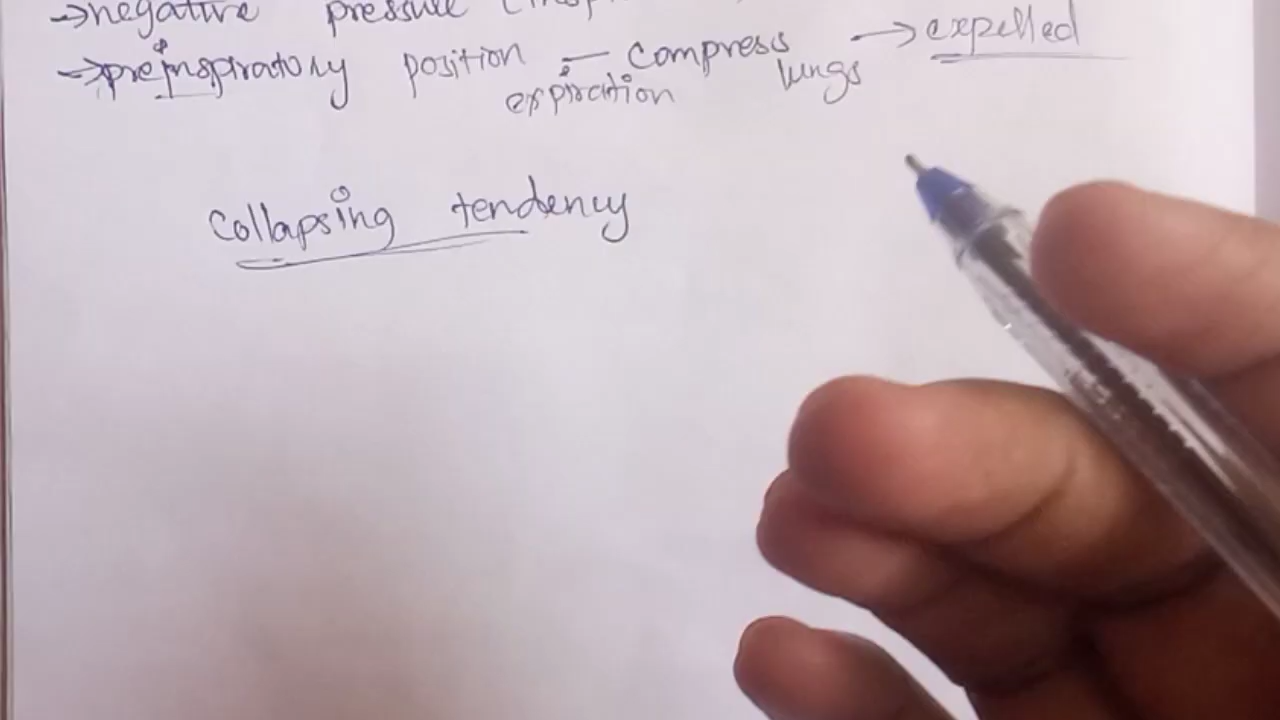 →negative pressure
→preinspiratory position — compress lungs → expelled
expiration
Collapsing tendency